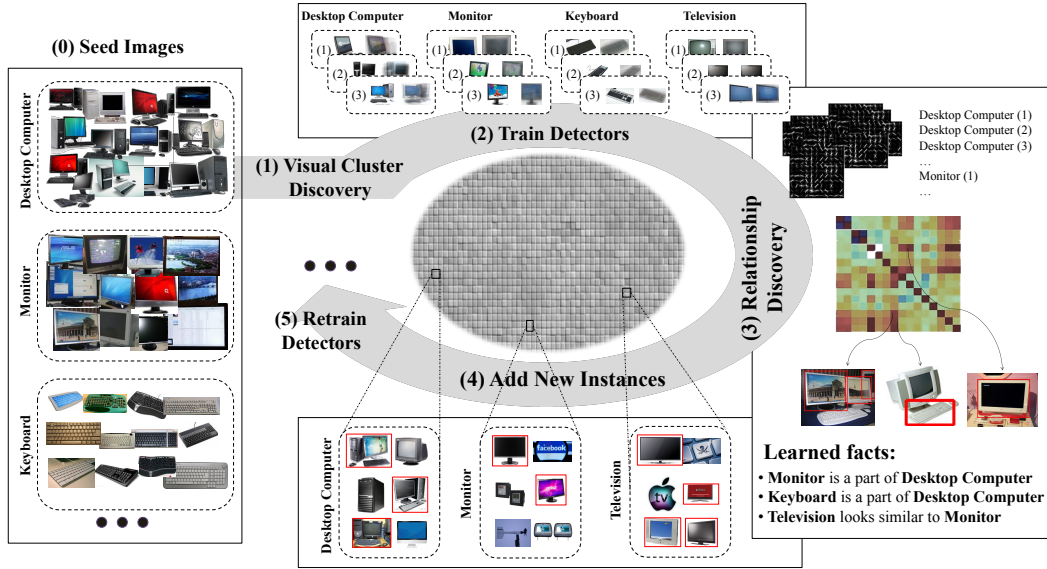 (0) Seed Images
Desktop Computer
Monitor
Keyboard
Desktop Computer
Monitor
Keyboard
Television
(1)
(2)
(3)
(1)
(2)
(3)
(1)
(2)
(3)
(1)
(2)
(3)
(1) Visual Cluster
Discovery
(2) Train Detectors
(3) Relationship
Discovery
Desktop Computer (1)
Desktop Computer (2)
Desktop Computer (3)
…
Monitor (1)
…
(4) Add New Instances
(5) Retrain
Detectors
Desktop Computer
Monitor
facebook
Television
tv
Learned facts:
• Monitor is a part of Desktop Computer
• Keyboard is a part of Desktop Computer
• Television looks similar to Monitor